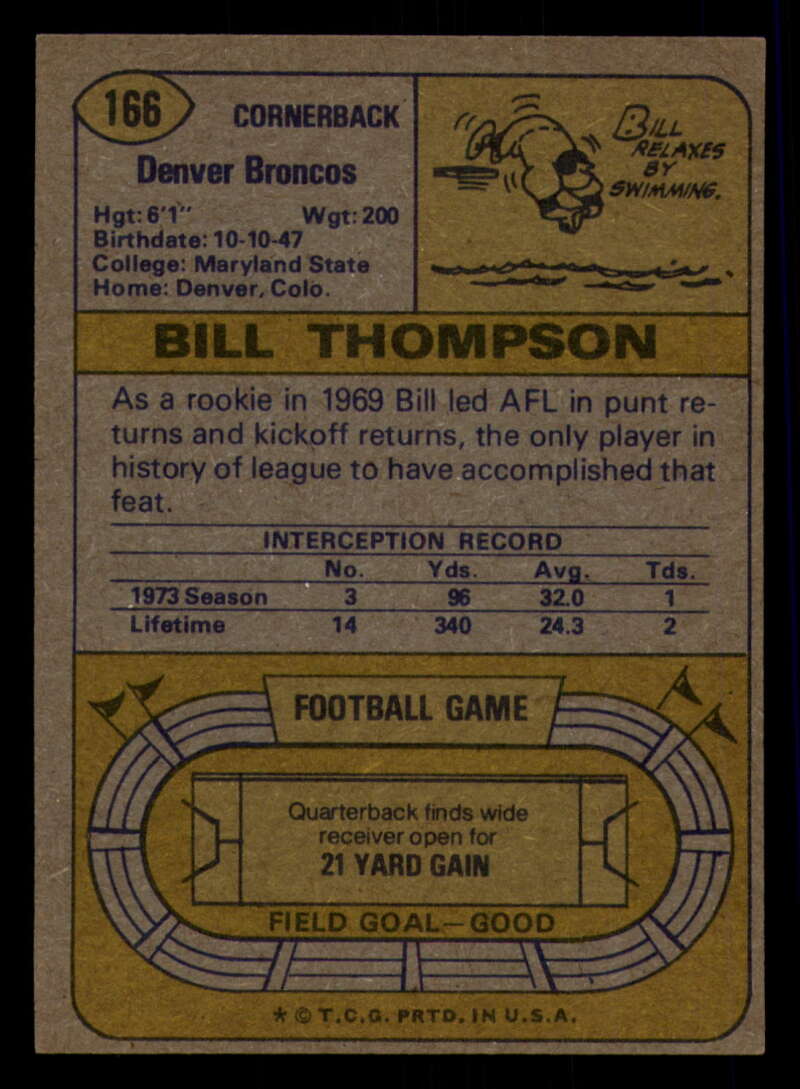 166
CORNERBACK
Denver Broncos
Hgt: 6'1" Wgt: 200
Birthdate: 10-10-47
College: Maryland State
Home: Denver, Colo.
BILL
RELAXES
BY
SWIMMING.
BILL THOMPSON
As a rookie in 1969 Bill led AFL in punt re-
turns and kickoff returns, the only player in
history of league to have accomplished that
feat.
INTERCEPTION RECORD
No. Yds. Avg. Tds.
1973 Season 3 96 32.0 1
Lifetime 14 340 24.3 2
FOOTBALL GAME
Quarterback finds wide
receiver open for
21 YARD GAIN
FIELD GOAL—GOOD
* © T.C.G. PRTD. IN U.S.A.